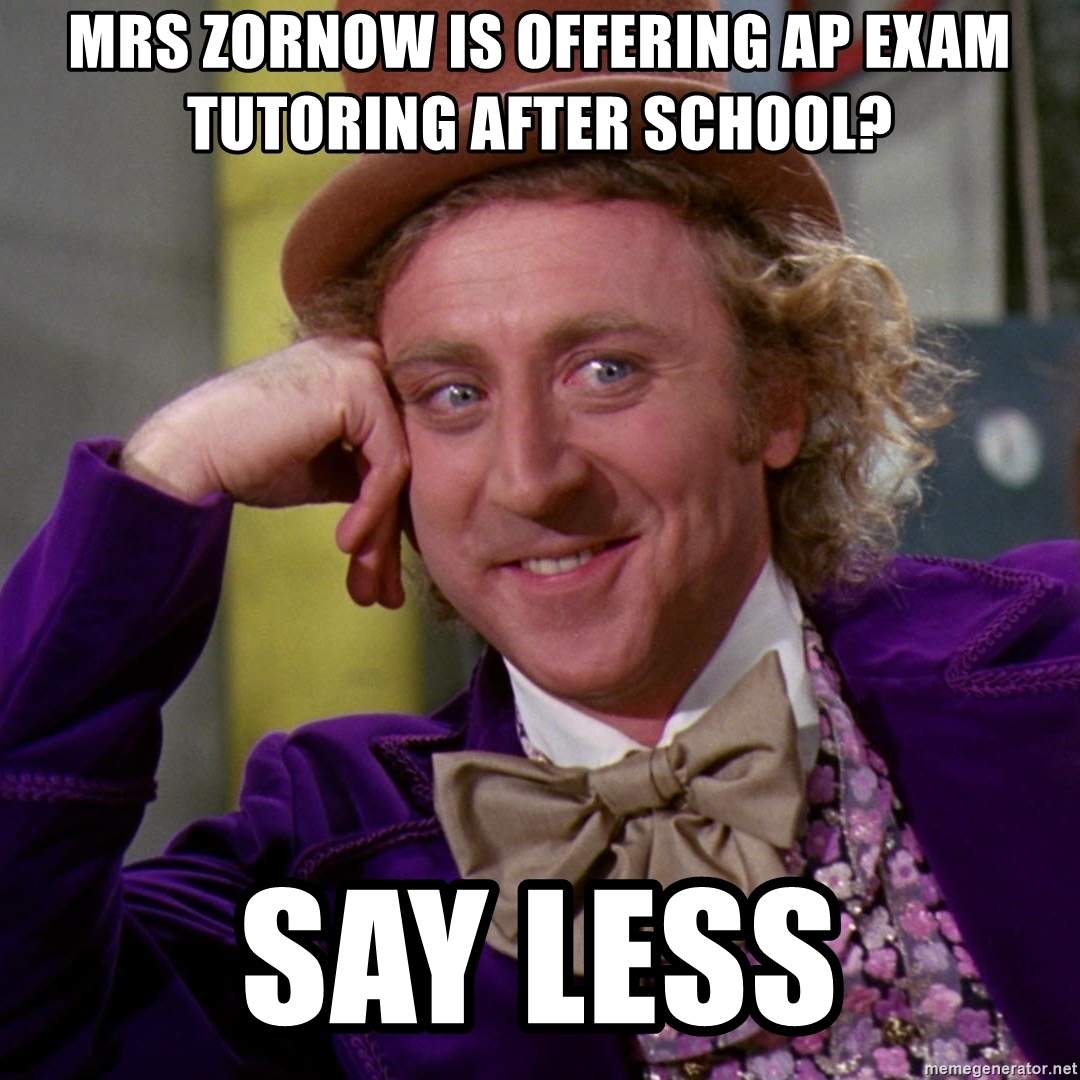 MRS ZORNOW IS OFFERING AP EXAM
TUTORING AFTER SCHOOL?
SAY LESS
memegenerator.net